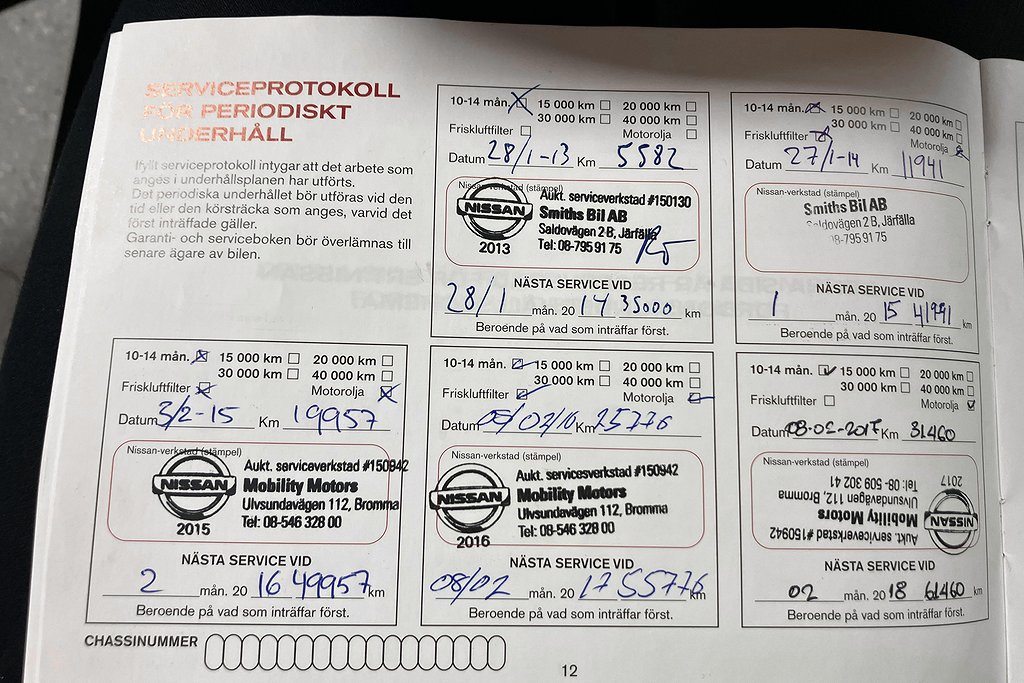 SERVICEPROTOKOLL
FÖR PERIODISKT
UNDERHÅLL
Ifyllt serviceprotokoll intygar att det arbete som
anges i underhållsplanen har utförts.
Det periodiska underhållet bör utföras vid den
tid eller den körsträcka som anges, varvid det
först inträffade gäller.
Garanti- och serviceboken bör överlämnas till
senare ägare av bilen.
10-14 mån. 15 000 km 20 000 km
30 000 km 40 000 km
Friskluftfilter Motorolja
Datum 28/1-13 Km 5582
Nissan-verkstad (stämpel)
NISSAN
2013
Aukt. serviceverkstad #150130
Smiths Bil AB
Saldovägen 2 B, Järfälla
Tel: 08-795 91 75
NÄSTA SERVICE VID
28/1 mån. 20 14 35000 km
Beroende på vad som inträffar först.
10-14 mån. 15 000 km 20 000 km
30 000 km 40 000 km
Friskluftfilter Motorolja
Datum 27/1-14 Km 11941
Nissan-verkstad (stämpel)
Smiths Bil AB
Saldovägen 2 B, Järfälla
08-795 91 75
NÄSTA SERVICE VID
1 mån. 20 15 41941 km
Beroende på vad som inträffar först.
10-14 mån. 15 000 km 20 000 km
30 000 km 40 000 km
Friskluftfilter Motorolja
Datum 3/2-15 Km 19957
Nissan-verkstad (stämpel)
NISSAN
2015
Aukt. serviceverkstad #150942
Mobility Motors
Ulvsundavägen 112, Bromma
Tel: 08-546 328 00
NÄSTA SERVICE VID
2 mån. 20 16 49957 km
Beroende på vad som inträffar först.
10-14 mån. 15 000 km 20 000 km
30 000 km 40 000 km
Friskluftfilter Motorolja
Datum Km 25776
Nissan-verkstad (stämpel)
NISSAN
2016
Aukt. servicesverkstad #150942
Mobility Motors
Ulvsundavägen 112, Bromma
Tel: 08-546 328 00
NÄSTA SERVICE VID
08/02 mån. 20 17 55776 km
Beroende på vad som inträffar först.
10-14 mån. 15 000 km 20 000 km
30 000 km 40 000 km
Friskluftfilter Motorolja
Datum 08-02-2017 Km 31460
Nissan-verkstad (stämpel)
NISSAN
2017
Aukt. serviceverkstad #150942
Mobility Motors
Ulvsundavägen 112, Bromma
Tel: 08 509 302 41
NÄSTA SERVICE VID
02 mån. 20 18 61460 km
Beroende på vad som inträffar först.
CHASSINUMMER
12